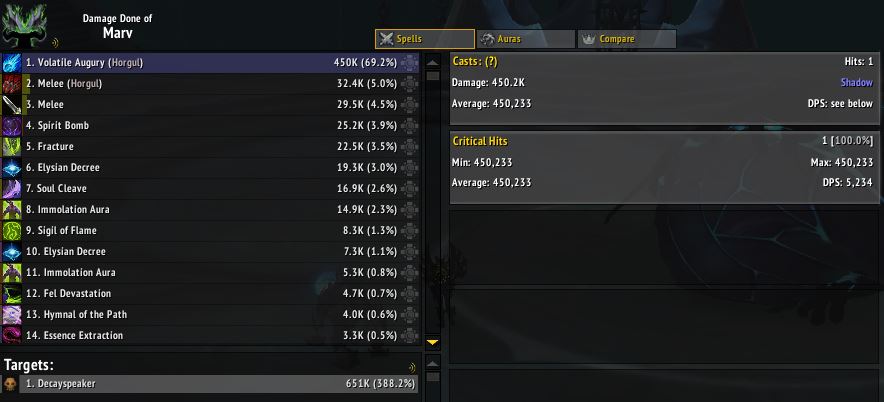 Damage Done of
Marv
Spells
Auras
Compare
1. Volatile Augury (Horgul) 450K (69.2%)
2. Melee (Horgul) 32.4K (5.0%)
3. Melee 29.5K (4.5%)
4. Spirit Bomb 25.2K (3.9%)
5. Fracture 22.5K (3.5%)
6. Elysian Decree 19.3K (3.0%)
7. Soul Cleave 16.9K (2.6%)
8. Immolation Aura 14.9K (2.3%)
9. Sigil of Flame 8.3K (1.3%)
10. Elysian Decree 7.3K (1.1%)
11. Immolation Aura 5.3K (0.8%)
12. Fel Devastation 4.7K (0.7%)
13. Hymnal of the Path 4.0K (0.6%)
14. Essence Extraction 3.3K (0.5%)
Targets:
1. Decayspeaker 651K (388.2%)
Casts: (?) Hits: 1
Damage: 450.2K Shadow
Average: 450,233 DPS: see below
Critical Hits 1 [100.0%]
Min: 450,233 Max: 450,233
Average: 450,233 DPS: 5,234